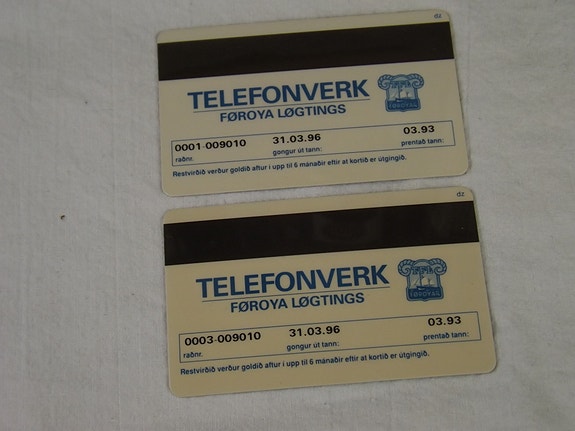 dz
TELEFONVERK
FØROYA LØGTINGS
FØROYAR
0001-009010 31.03.96 03.93
raðnr. gongur út tann: prentað tann:
Restvirðið verður goldið aftur í upp til 6 mánaðir eftir at kortið er útgingið.
dz
TELEFONVERK
FØROYA LØGTINGS
FØROYAR
0003-009010 31.03.96 03.93
raðnr. gongur út tann: prentað tann:
Restvirðið verður goldið aftur í upp til 6 mánaðir eftir at kortið er útgingið.